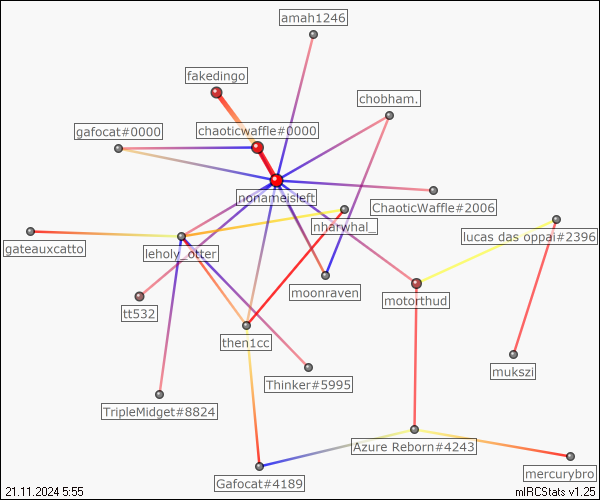 amah1246
fakedingo
chobham.
gafocat#0000
chaoticwaffle#0000
nonameisleft
ChaoticWaffle#2006
nharwhal_
lucas das oppai#2396
gateauxcatto
leholy_otter
moonraven
motorthud
tt532
then1cc
mukszi
Thinker#5995
TripleMidget#8824
Azure Reborn#4243
mercurybro
Gafocat#4189
21.11.2024 5:55
mIRCStats v1.25